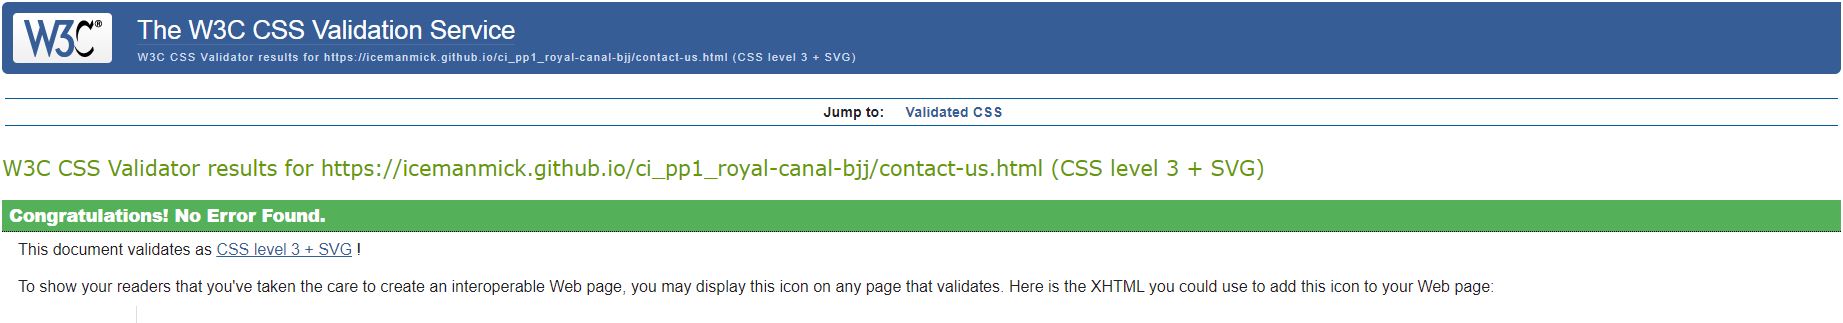 W3C® The W3C CSS Validation Service
W3C CSS Validator results for https://icemanmick.github.io/ci_pp1_royal-canal-bjj/contact-us.html (CSS level 3 + SVG)
Jump to: Validated CSS
W3C CSS Validator results for https://icemanmick.github.io/ci_pp1_royal-canal-bjj/contact-us.html (CSS level 3 + SVG)
Congratulations! No Error Found.
This document validates as CSS level 3 + SVG !
To show your readers that you've taken the care to create an interoperable Web page, you may display this icon on any page that validates. Here is the XHTML you could use to add this icon to your Web page: